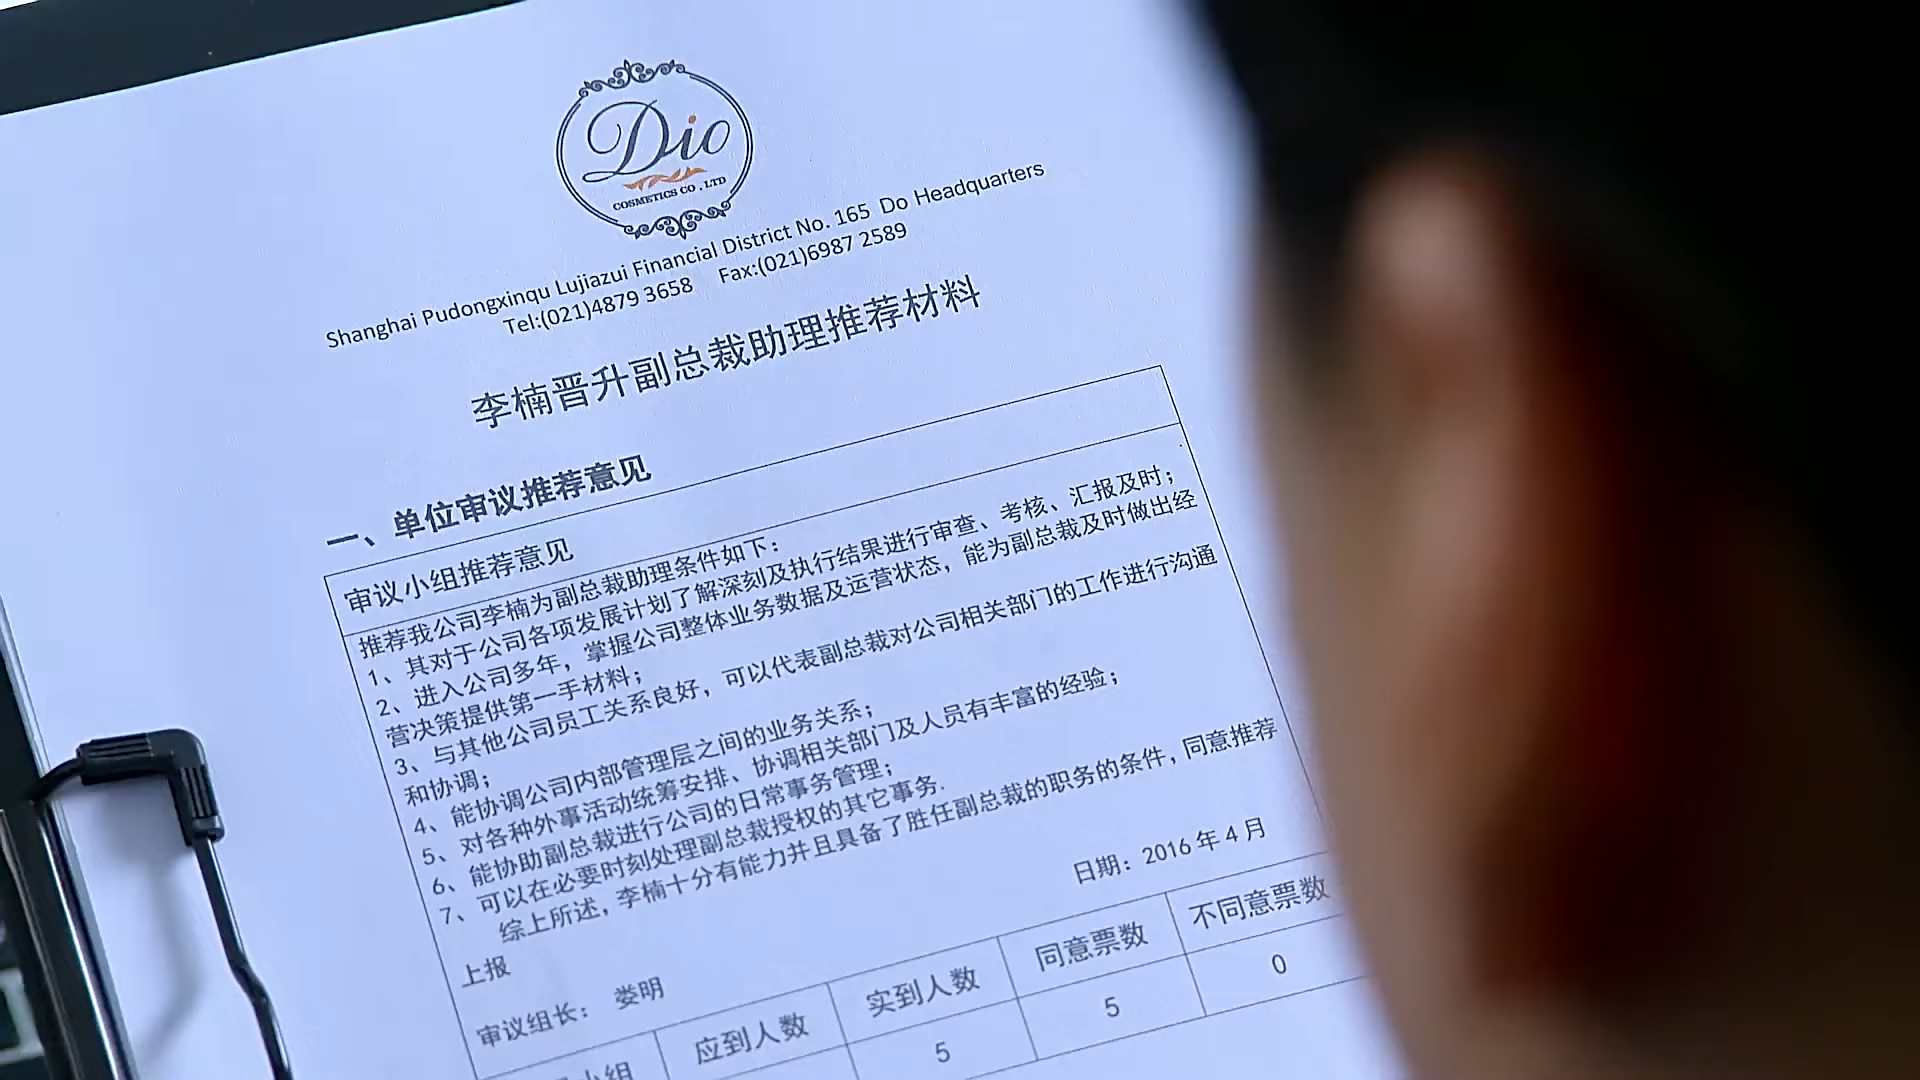 Dio
COSMETICS CO . LTD
Shanghai Pudongxinqu Lujiazui Financial District No. 165 Do Headquarters
Tel:(021)4879 3658 Fax:(021)6987 2589
李楠晋升副总裁助理推荐材料
一、单位审议推荐意见
审议小组推荐意见
推荐我公司李楠为副总裁助理条件如下：
1、其对于公司各项发展计划了解深刻及执行结果进行审查、考核、汇报及时；
2、进入公司多年，掌握公司整体业务数据及运营状态，能为副总裁及时做出经
营决策提供第一手材料；
3、与其他公司员工关系良好，可以代表副总裁对公司相关部门的工作进行沟通
和协调；
4、能协调公司内部管理层之间的业务关系；
5、对各种外事活动统筹安排、协调相关部门及人员有丰富的经验；
6、能协助副总裁进行公司的日常事务管理；
7、可以在必要时刻处理副总裁授权的其它事务.
综上所述，李楠十分有能力并且具备了胜任副总裁的职务的条件，同意推荐
上报
日期：2016 年 4 月
审议组长： 娄明
小组 应到人数 实到人数 同意票数 不同意票数
5 5 0